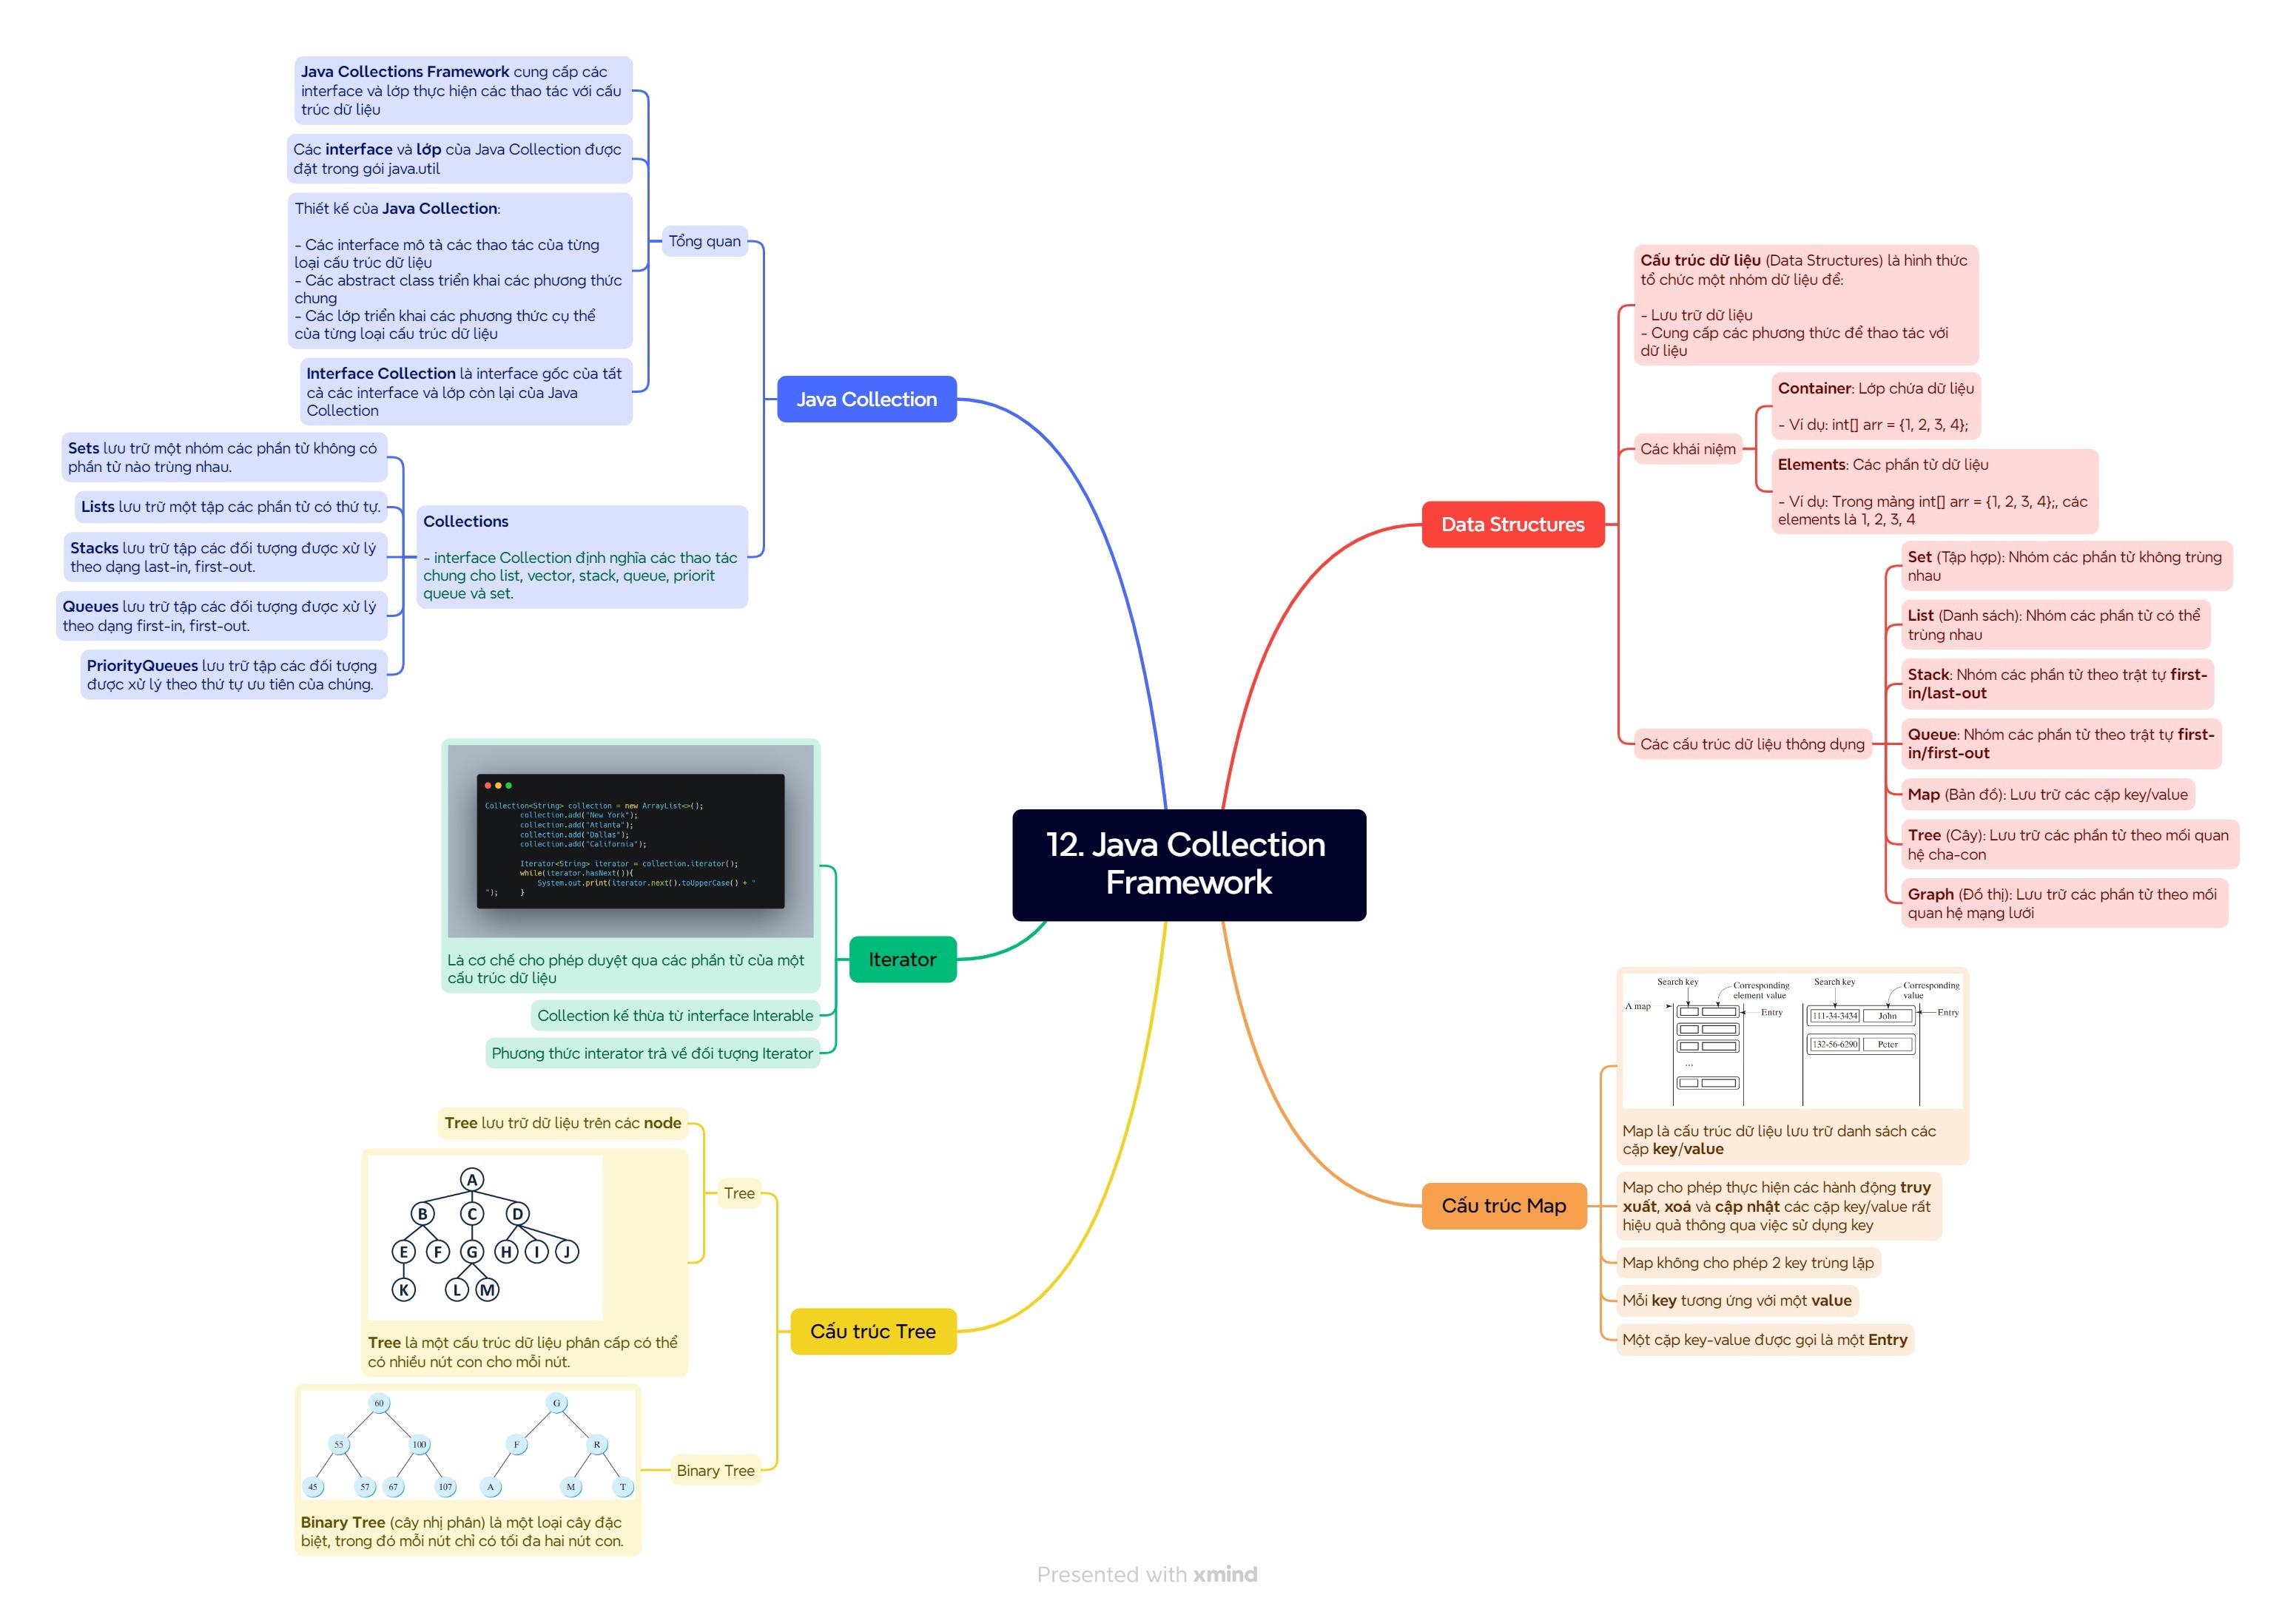 12. Java Collection
Framework
Java Collection
Tổng quan
Java Collections Framework cung cấp các
interface và lớp thực hiện các thao tác với cấu
trúc dữ liệu
Các interface và lớp của Java Collection được
đặt trong gói java.util
Thiết kế của Java Collection:
- Các interface mô tả các thao tác của từng
loại cấu trúc dữ liệu
- Các abstract class triển khai các phương thức
chung
- Các lớp triển khai các phương thức cụ thể
của từng loại cấu trúc dữ liệu
Interface Collection là interface gốc của tất
cả các interface và lớp còn lại của Java
Collection
Collections
- interface Collection định nghĩa các thao tác
chung cho list, vector, stack, queue, priorit
queue và set.
Sets lưu trữ một nhóm các phần tử không có
phần tử nào trùng nhau.
Lists lưu trữ một tập các phần tử có thứ tự.
Stacks lưu trữ tập các đối tượng được xử lý
theo dạng last-in, first-out.
Queues lưu trữ tập các đối tượng được xử lý
theo dạng first-in, first-out.
PriorityQueues lưu trữ tập các đối tượng
được xử lý theo thứ tự ưu tiên của chúng.
Iterator
Collection<String> collection = new ArrayList<>();
collection.add("New York");
collection.add("Atlanta");
collection.add("Dallas");
collection.add("California");
Iterator<String> iterator = collection.iterator();
while(iterator.hasNext()){
System.out.print(iterator.next().toUpperCase() + "
"); }
Là cơ chế cho phép duyệt qua các phần tử của một
cấu trúc dữ liệu
Collection kế thừa từ interface Interable
Phương thức interator trả về đối tượng Iterator
Cấu trúc Tree
Tree
Tree lưu trữ dữ liệu trên các node
A
B C D
E F G H I J
K L M
Tree là một cấu trúc dữ liệu phân cấp có thể
có nhiều nút con cho mỗi nút.
Binary Tree
60 G
55 100 F R
45 57 67 107 A M T
Binary Tree (cây nhị phân) là một loại cây đặc
biệt, trong đó mỗi nút chỉ có tối đa hai nút con.
Data Structures
Cấu trúc dữ liệu (Data Structures) là hình thức
tổ chức một nhóm dữ liệu để:
- Lưu trữ dữ liệu
- Cung cấp các phương thức để thao tác với
dữ liệu
Các khái niệm
Container: Lớp chứa dữ liệu
- Ví dụ: int[] arr = {1, 2, 3, 4};
Elements: Các phần tử dữ liệu
- Ví dụ: Trong mảng int[] arr = {1, 2, 3, 4};, các
elements là 1, 2, 3, 4
Các cấu trúc dữ liệu thông dụng
Set (Tập hợp): Nhóm các phần tử không trùng
nhau
List (Danh sách): Nhóm các phần tử có thể
trùng nhau
Stack: Nhóm các phần tử theo trật tự first-
in/last-out
Queue: Nhóm các phần tử theo trật tự first-
in/first-out
Map (Bản đồ): Lưu trữ các cặp key/value
Tree (Cây): Lưu trữ các phần tử theo mối quan
hệ cha-con
Graph (Đồ thị): Lưu trữ các phần tử theo mối
quan hệ mạng lưới
Cấu trúc Map
Search key
Corresponding
element value
A map
Entry
...
Search key
Corresponding
value
111-34-3434 John
Entry
132-56-6290 Peter
Map là cấu trúc dữ liệu lưu trữ danh sách các
cặp key/value
Map cho phép thực hiện các hành động truy
xuất, xoá và cập nhật các cặp key/value rất
hiệu quả thông qua việc sử dụng key
Map không cho phép 2 key trùng lặp
Mỗi key tương ứng với một value
Một cặp key-value được gọi là một Entry
Presented with xmind